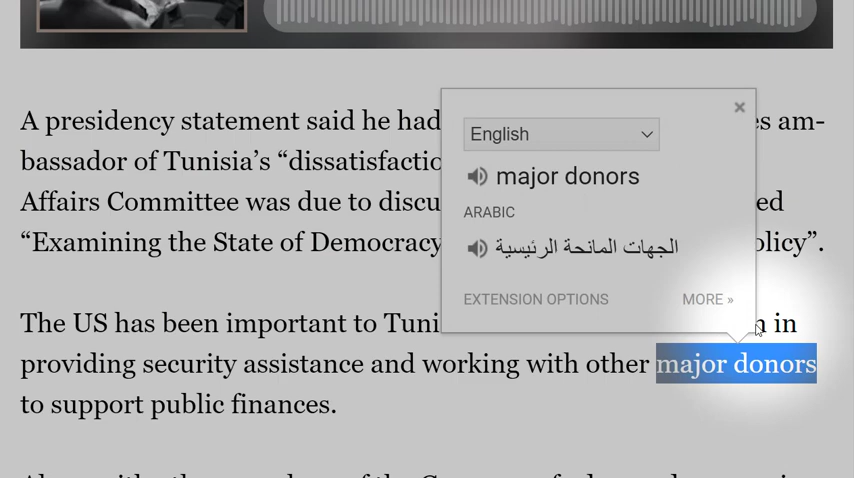 A presidency statement said he had es am-
bassador of Tunisia’s “dissatisfactio
Affairs Committee was due to discu ed
“Examining the State of Democracy olicy”.
The US has been important to Tuni n in
providing security assistance and working with other major donors
to support public finances.
×
English
major donors
ARABIC
الجهات المانحة الرئيسية
EXTENSION OPTIONS MORE »